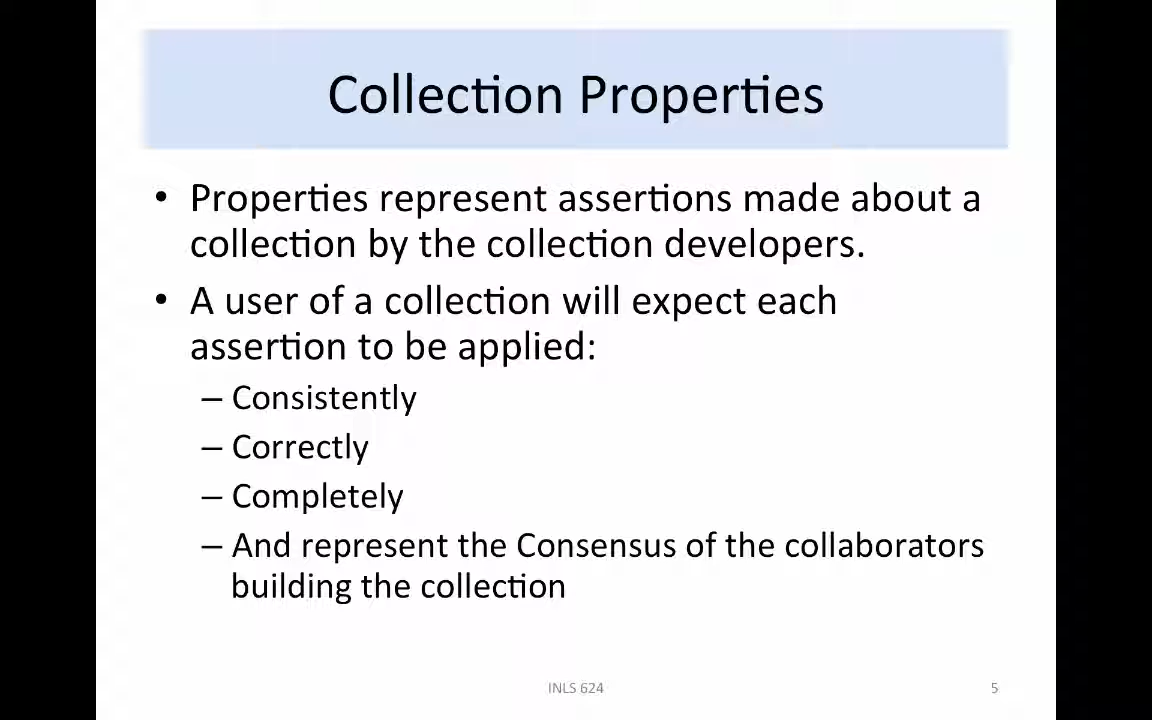 Collection Properties
• Properties represent assertions made about a
collection by the collection developers.
• A user of a collection will expect each
assertion to be applied:
– Consistently
– Correctly
– Completely
– And represent the Consensus of the collaborators
building the collection
INLS 624
5